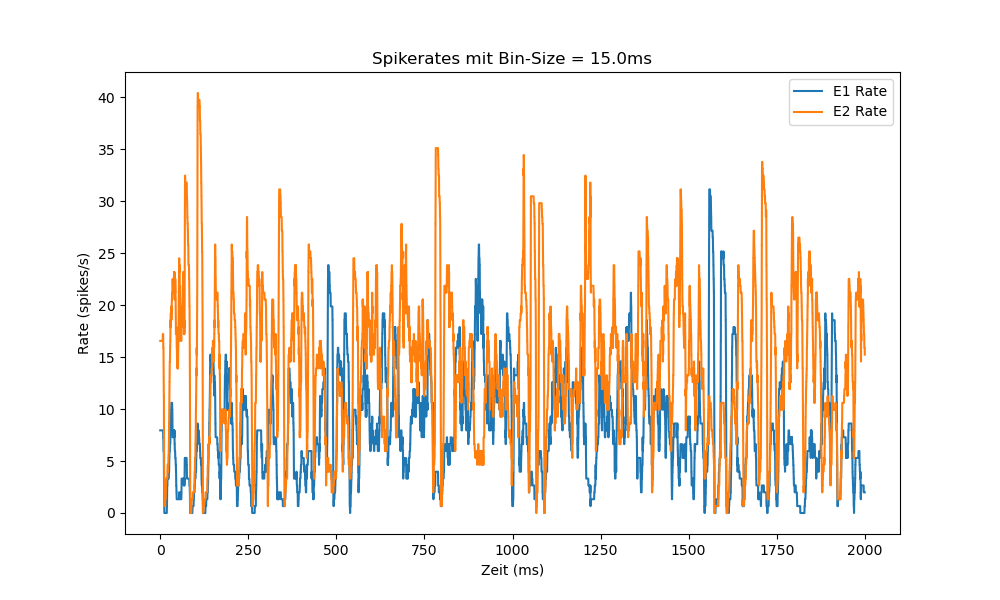 Spikerates mit Bin-Size = 15.0ms
E1 Rate
E2 Rate
Rate (spikes/s)
40
35
30
25
20
15
10
5
0
0 250 500 750 1000 1250 1500 1750 2000
Zeit (ms)